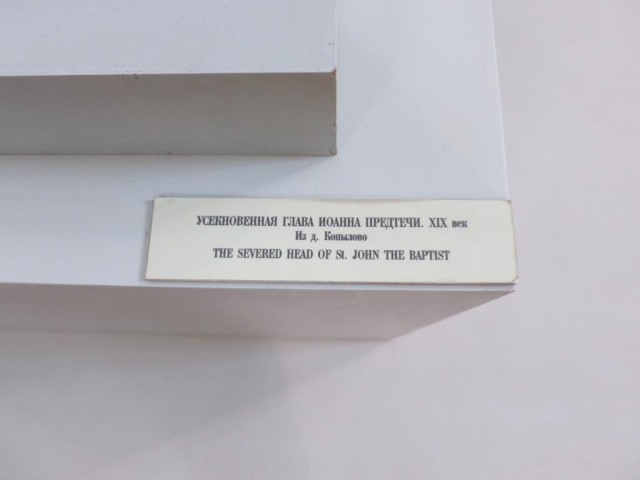 УСЕКНОВЕННАЯ ГЛАВА ИОАННА ПРЕДТЕЧИ. XIX век
Из д. Копылово
THE SEVERED HEAD OF St. JOHN THE BAPTIST